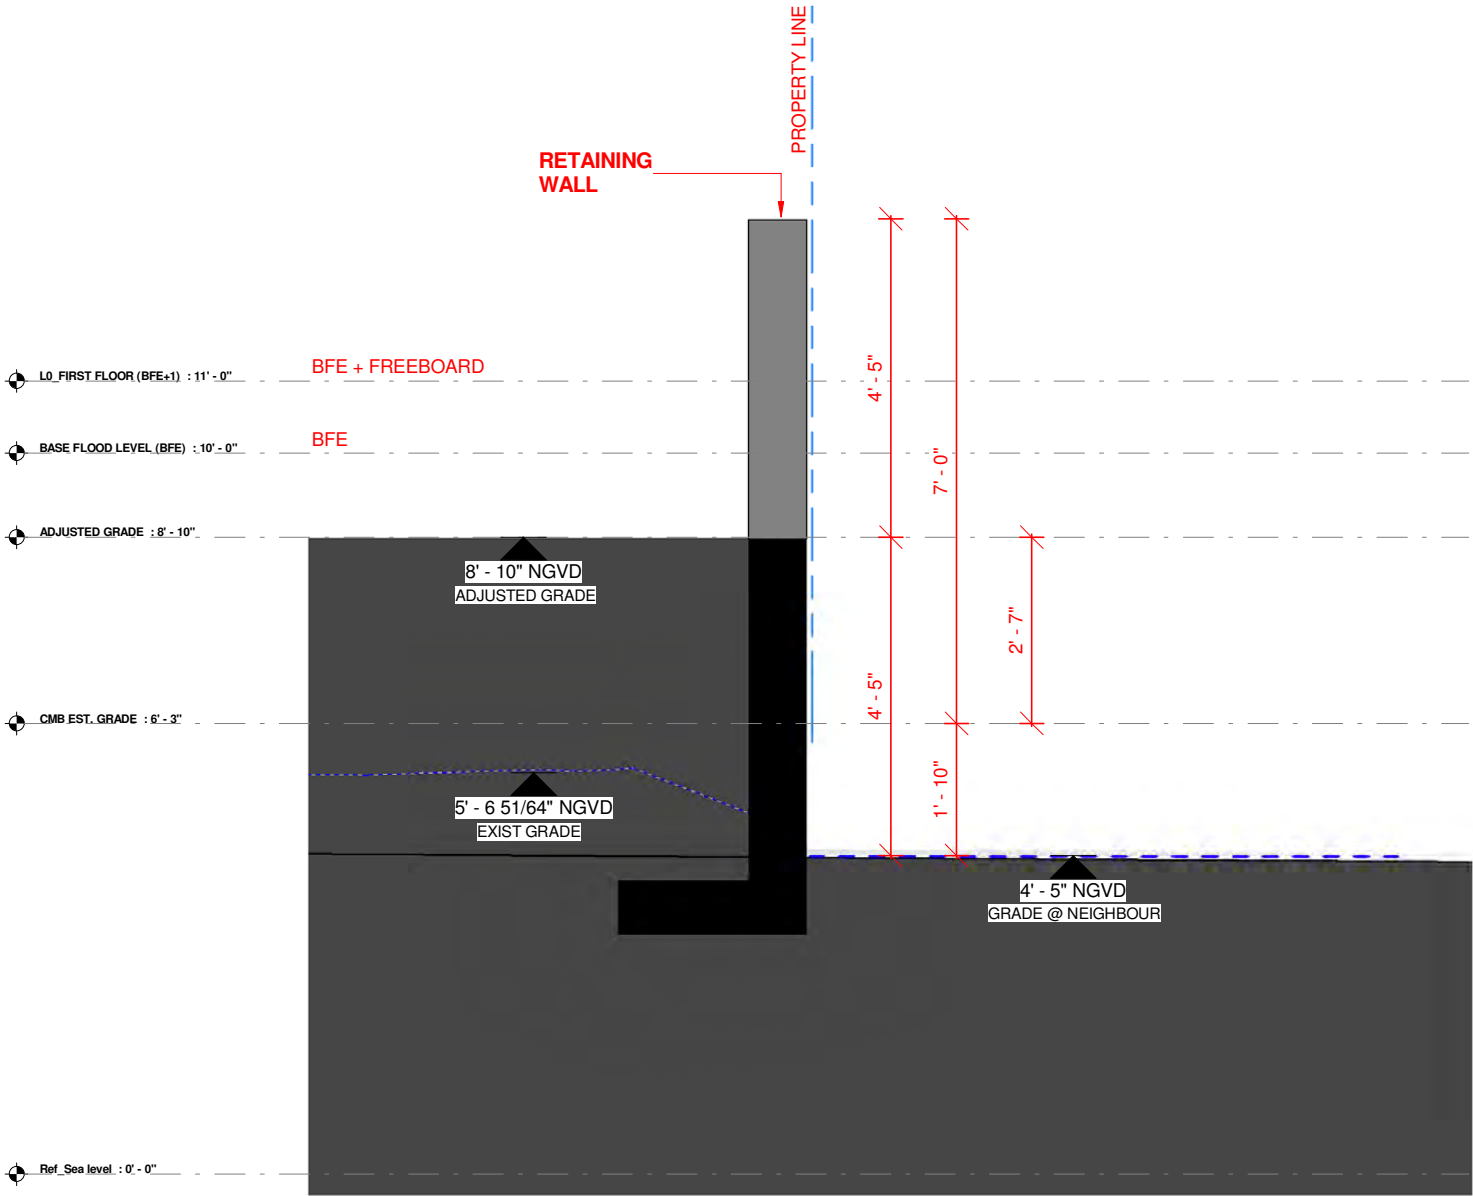 PROPERTY LINE
RETAINING
WALL
BFE + FREEBOARD
L0_FIRST FLOOR (BFE+1) : 11' - 0"
4' - 5"
BFE
BASE FLOOD LEVEL (BFE) : 10' - 0"
7' - 0"
ADJUSTED GRADE : 8' - 10"
8' - 10" NGVD
ADJUSTED GRADE
2' - 7"
4' - 5"
CMB EST. GRADE : 6' - 3"
1' - 10"
5' - 6 51/64" NGVD
EXIST GRADE
4' - 5" NGVD
GRADE @ NEIGHBOUR
Ref_Sea level : 0' - 0"